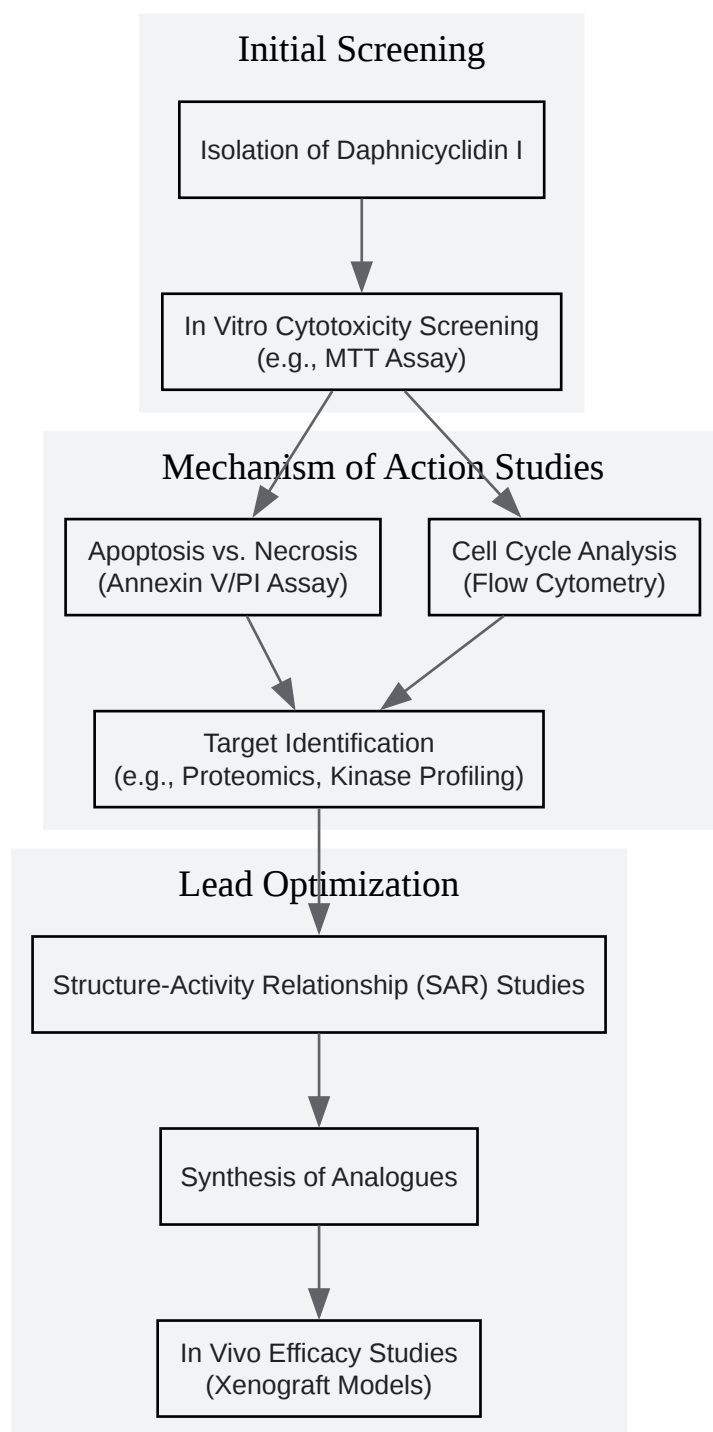 Initial Screening
Isolation of Daphnicyclidin I
In Vitro Cytotoxicity Screening
(e.g., MTT Assay)
Mechanism of Action Studies
Apoptosis vs. Necrosis
(Annexin V/PI Assay)
Cell Cycle Analysis
(Flow Cytometry)
Target Identification
(e.g., Proteomics, Kinase Profiling)
Lead Optimization
Structure-Activity Relationship (SAR) Studies
Synthesis of Analogues
In Vivo Efficacy Studies
(Xenograft Models)